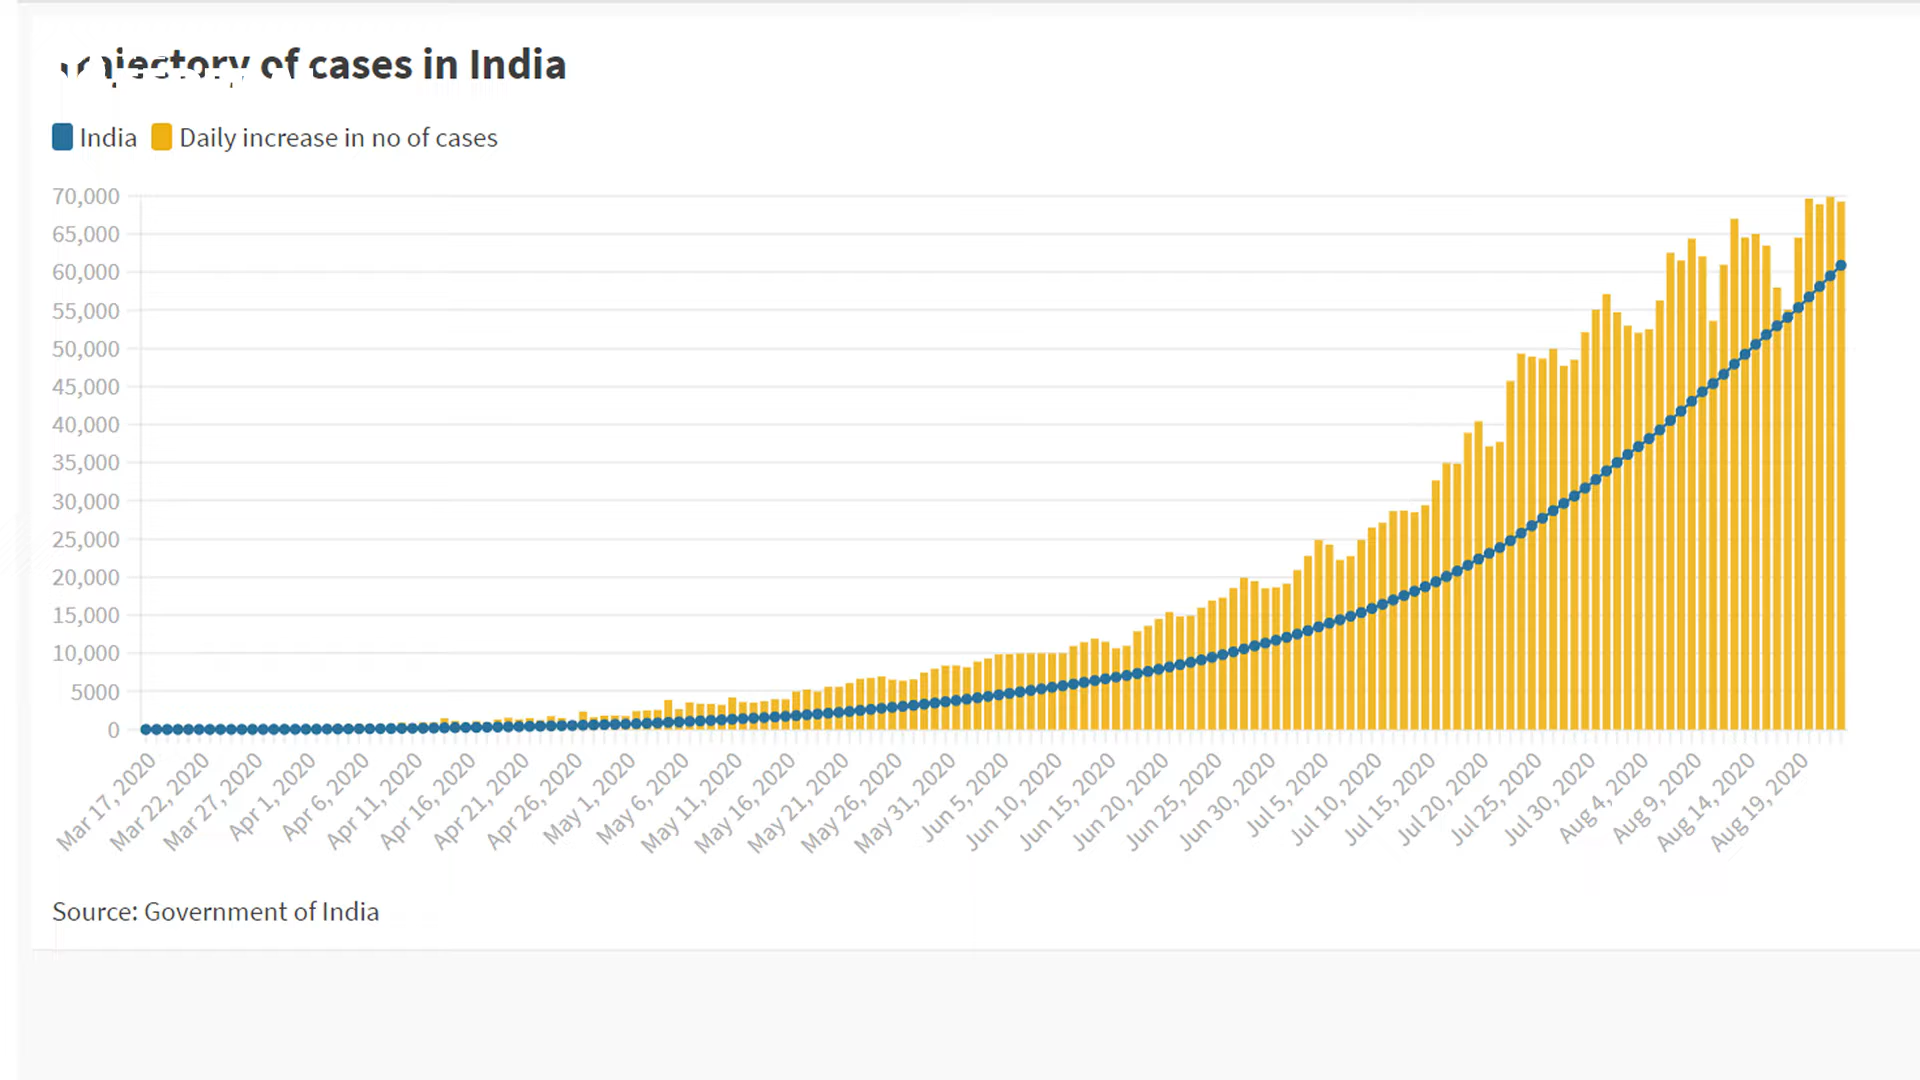 of cases in India
India Daily increase in no of cases
70,000
65,000
60,000
55,000
50,000
45,000
40,000
35,000
30,000
25,000
20,000
15,000
10,000
5000
0
Mar 17, 2020
Mar 22, 2020
Mar 27, 2020
Apr 1, 2020
Apr 6, 2020
Apr 11, 2020
Apr 16, 2020
Apr 21, 2020
Apr 26, 2020
May 1, 2020
May 6, 2020
May 11, 2020
May 16, 2020
May 21, 2020
May 26, 2020
May 31, 2020
Jun 5, 2020
Jun 10, 2020
Jun 15, 2020
Jun 20, 2020
Jun 25, 2020
Jun 30, 2020
Jul 5, 2020
Jul 10, 2020
Jul 15, 2020
Jul 20, 2020
Jul 25, 2020
Jul 30, 2020
Aug 4, 2020
Aug 9, 2020
Aug 14, 2020
Aug 19, 2020
Source: Government of India